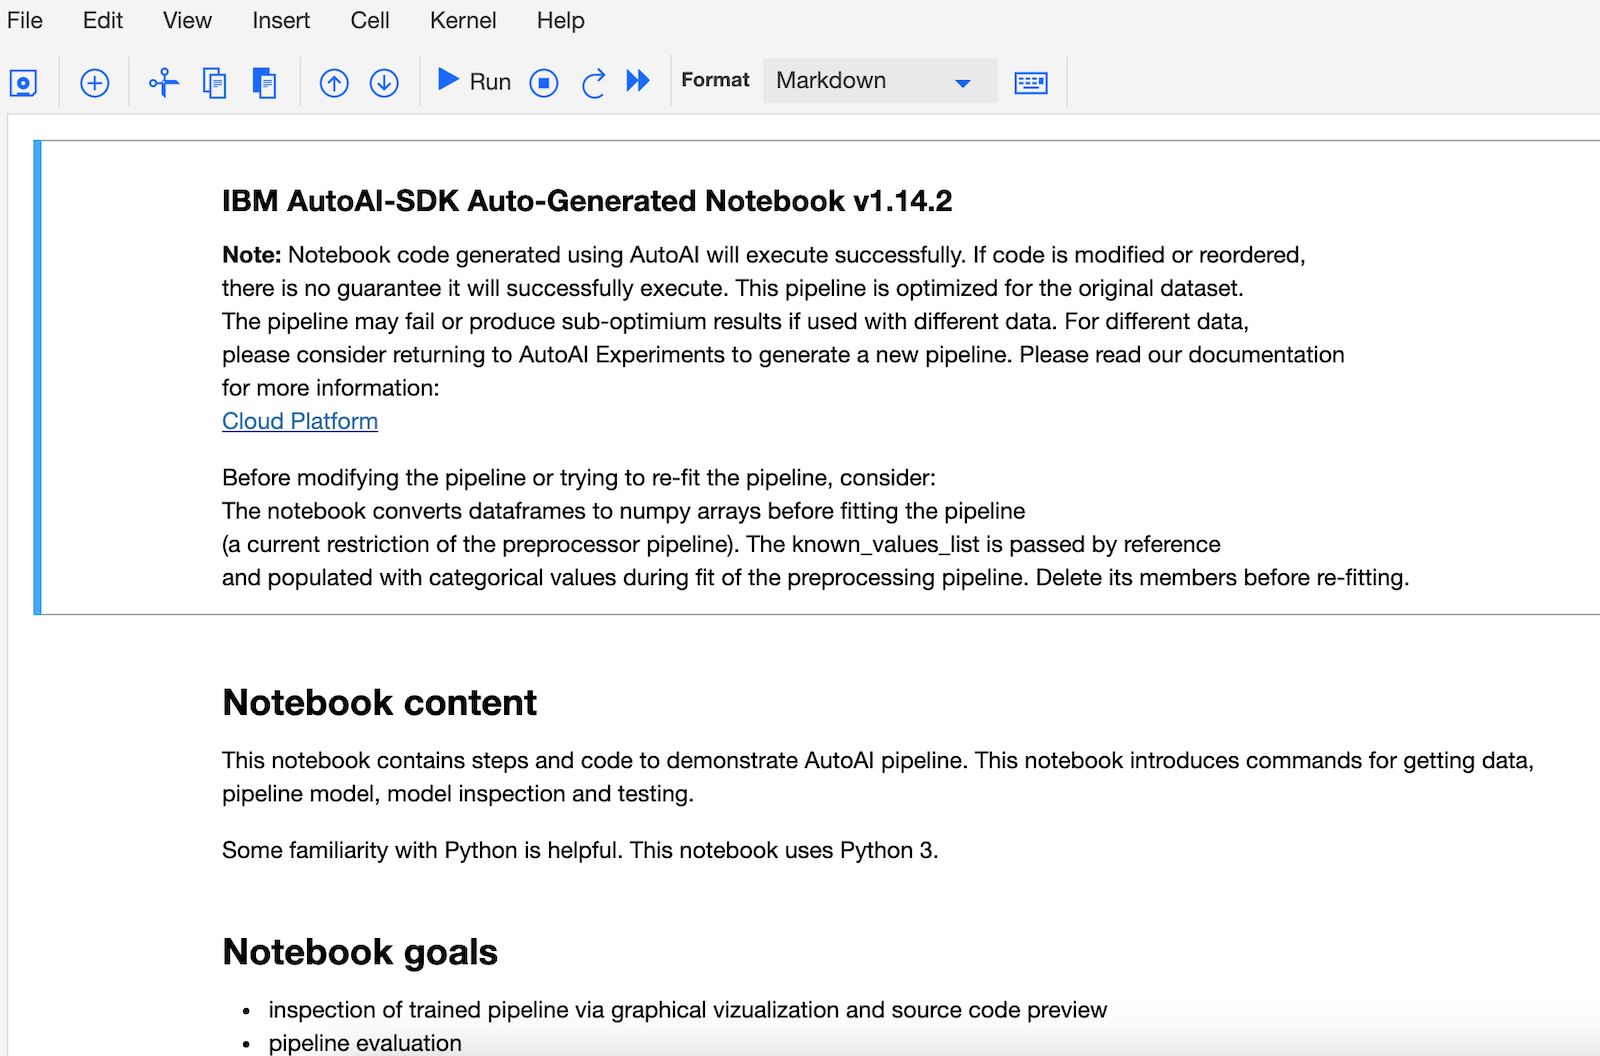 File Edit View Insert Cell Kernel Help
Run Format Markdown
IBM AutoAI-SDK Auto-Generated Notebook v1.14.2
Note: Notebook code generated using AutoAI will execute successfully. If code is modified or reordered,
there is no guarantee it will successfully execute. This pipeline is optimized for the original dataset.
The pipeline may fail or produce sub-optimium results if used with different data. For different data,
please consider returning to AutoAI Experiments to generate a new pipeline. Please read our documentation
for more information:
Cloud Platform
Before modifying the pipeline or trying to re-fit the pipeline, consider:
The notebook converts dataframes to numpy arrays before fitting the pipeline
(a current restriction of the preprocessor pipeline). The known_values_list is passed by reference
and populated with categorical values during fit of the preprocessing pipeline. Delete its members before re-fitting.
Notebook content
This notebook contains steps and code to demonstrate AutoAI pipeline. This notebook introduces commands for getting data,
pipeline model, model inspection and testing.
Some familiarity with Python is helpful. This notebook uses Python 3.
Notebook goals
• inspection of trained pipeline via graphical vizualization and source code preview
• pipeline evaluation